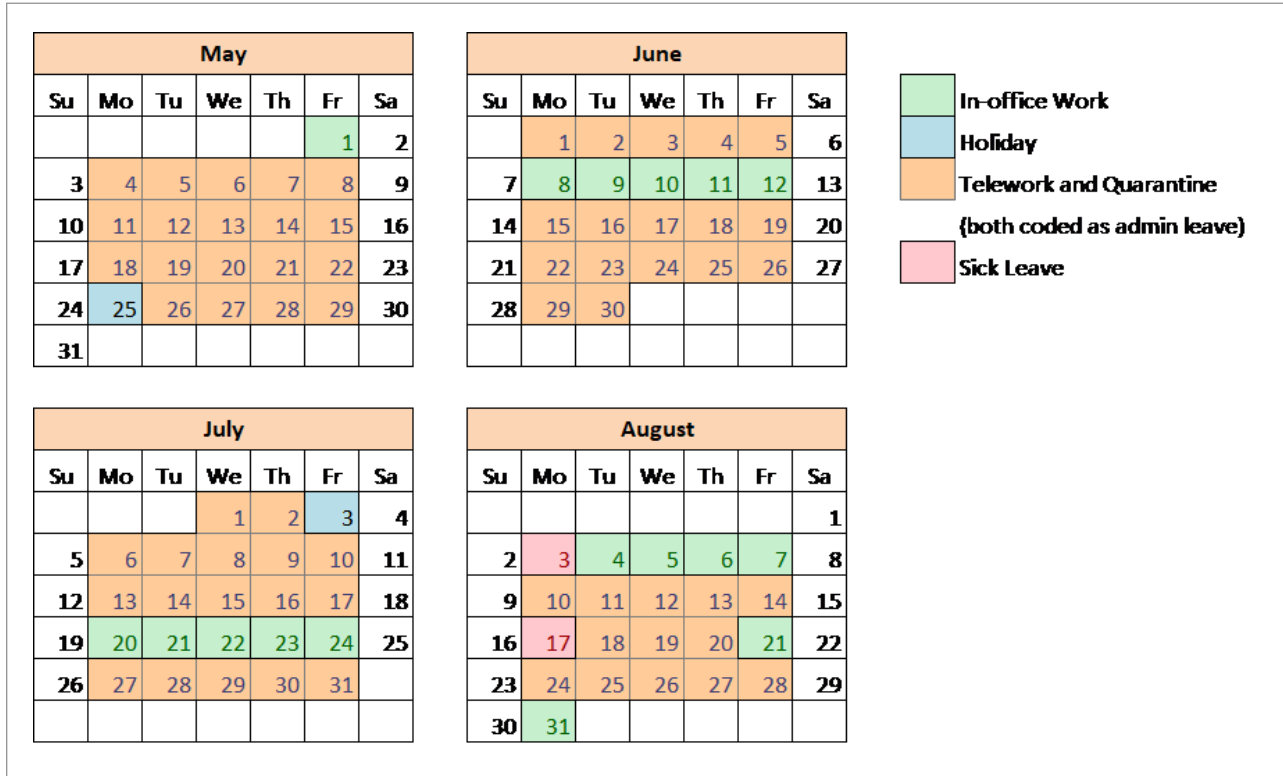 May
Su Mo Tu We Th Fr Sa
1 2
3 4 5 6 7 8 9
10 11 12 13 14 15 16
17 18 19 20 21 22 23
24 25 26 27 28 29 30
31
June
Su Mo Tu We Th Fr Sa
1 2 3 4 5 6
7 8 9 10 11 12 13
14 15 16 17 18 19 20
21 22 23 24 25 26 27
28 29 30
In-office Work
Holiday
Telework and Quarantine
(both coded as admin leave)
Sick Leave
July
Su Mo Tu We Th Fr Sa
1 2 3 4
5 6 7 8 9 10 11
12 13 14 15 16 17 18
19 20 21 22 23 24 25
26 27 28 29 30 31
August
Su Mo Tu We Th Fr Sa
1
2 3 4 5 6 7 8
9 10 11 12 13 14 15
16 17 18 19 20 21 22
23 24 25 26 27 28 29
30 31